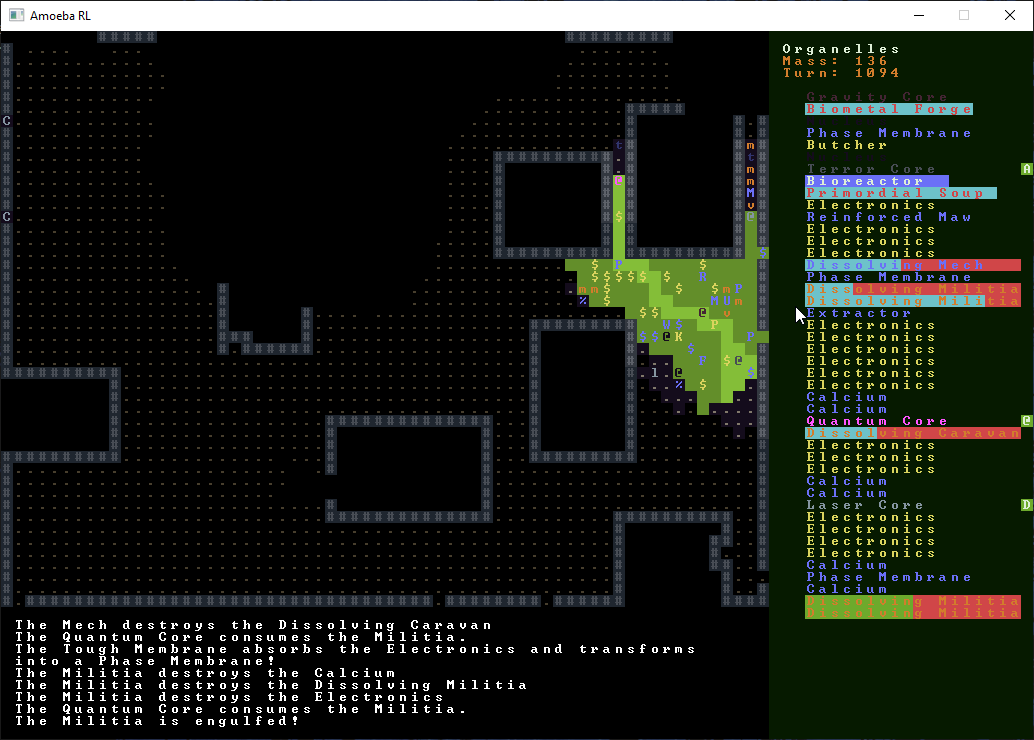 Amoeba RL
Organelles
Mass: 136
Turn: 1094
Gravity Core
Biometal Forge
Phase Membrane
Butcher
Terror Core A
Bioreactor
Primordial Soup
Electronics
Reinforced Maw
Electronics
Electronics
Electronics
Dissolving Mech
Phase Membrane
Dissolving Militia
Dissolving Militia
Extractor
Electronics
Electronics
Electronics
Electronics
Electronics
Electronics
Calcium
Calcium
Quantum Core C
Dissolving Caravan
Electronics
Electronics
Electronics
Calcium
Calcium
Laser Core D
Electronics
Electronics
Electronics
Electronics
Calcium
Phase Membrane
Calcium
Dissolving Militia
Dissolving Militia
The Mech destroys the Dissolving Caravan
The Quantum Core consumes the Militia.
The Tough Membrane absorbs the Electronics and transforms
into a Phase Membrane!
The Militia destroys the Calcium
The Militia destroys the Dissolving Militia
The Militia destroys the Electronics
The Quantum Core consumes the Militia.
The Militia is engulfed!